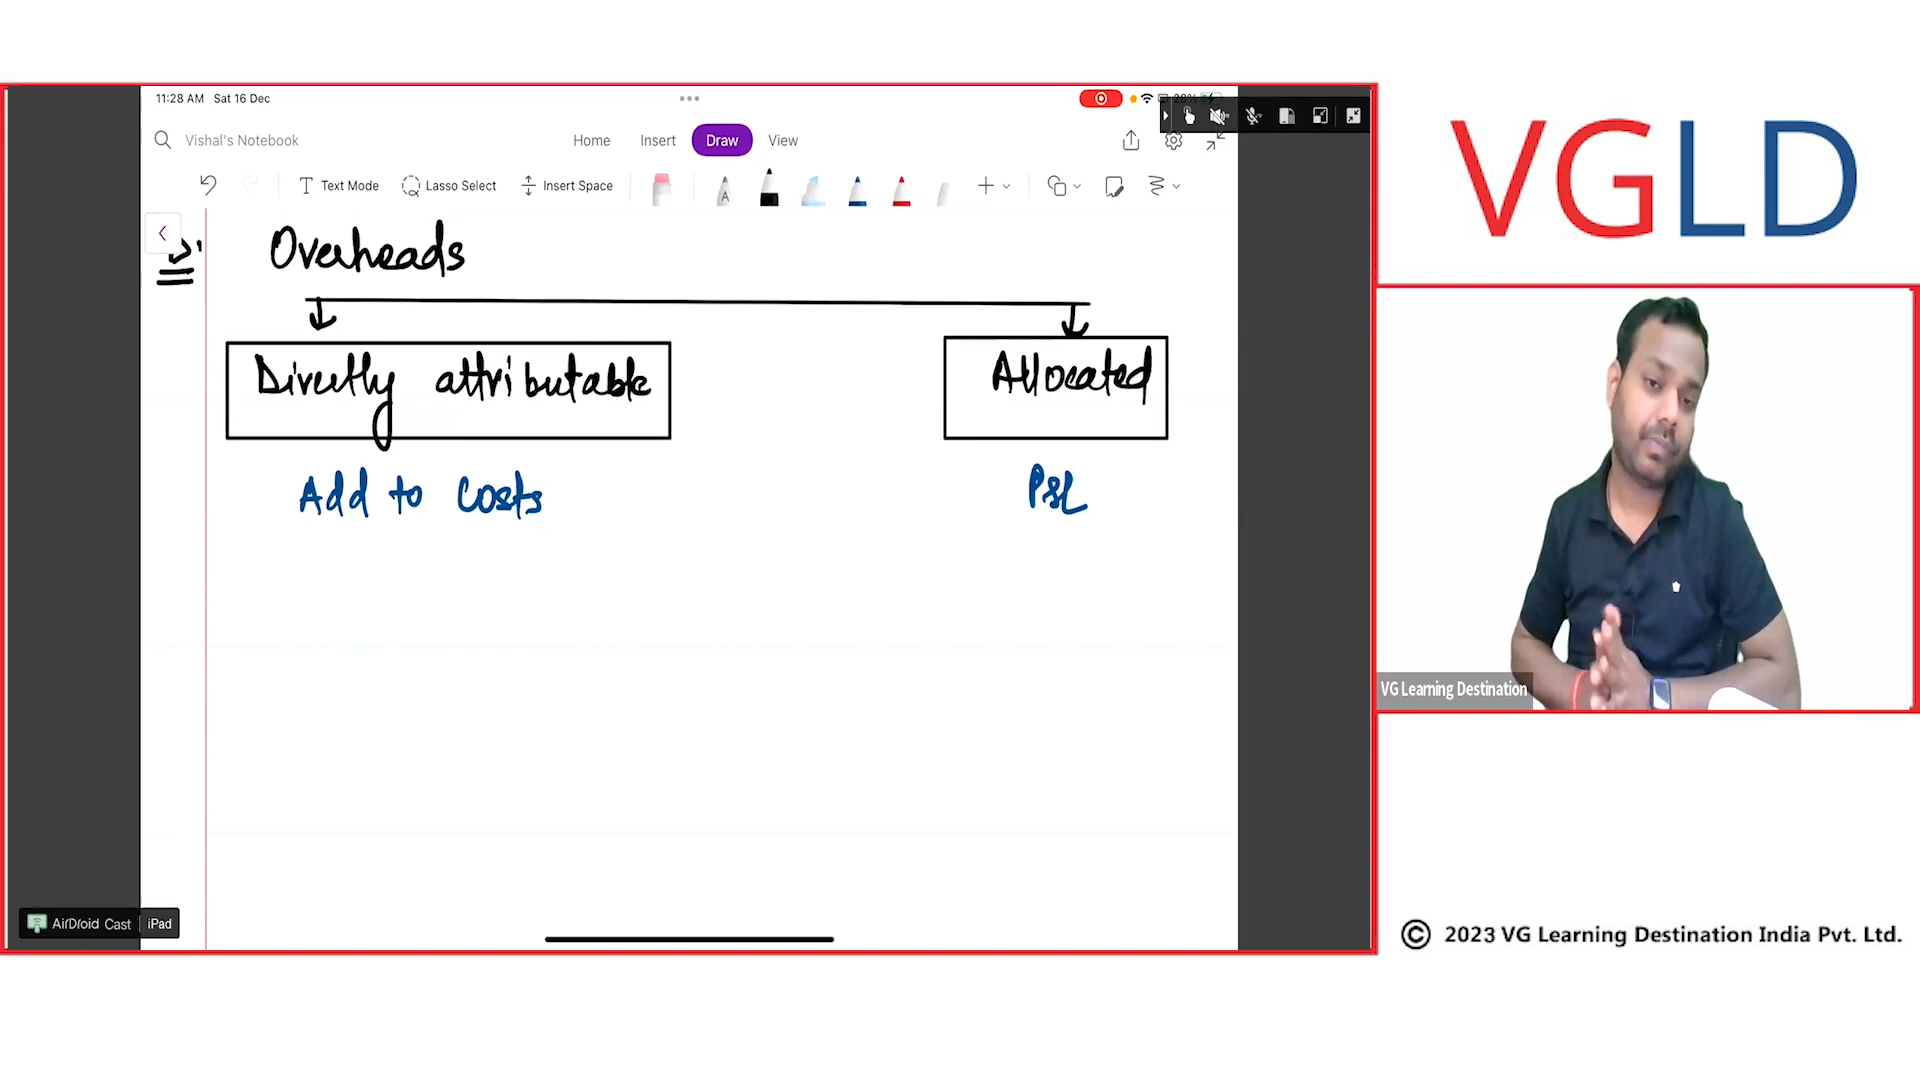 11:28 AM Sat 16 Dec
28%
Vishal's Notebook
Home Insert Draw View
Text Mode Lasso Select Insert Space
Overheads
Directly attributable
Allocated
Add to costs
P&L
AirDroid Cast iPad
VGLD
VG Learning Destination
© 2023 VG Learning Destination India Pvt. Ltd.